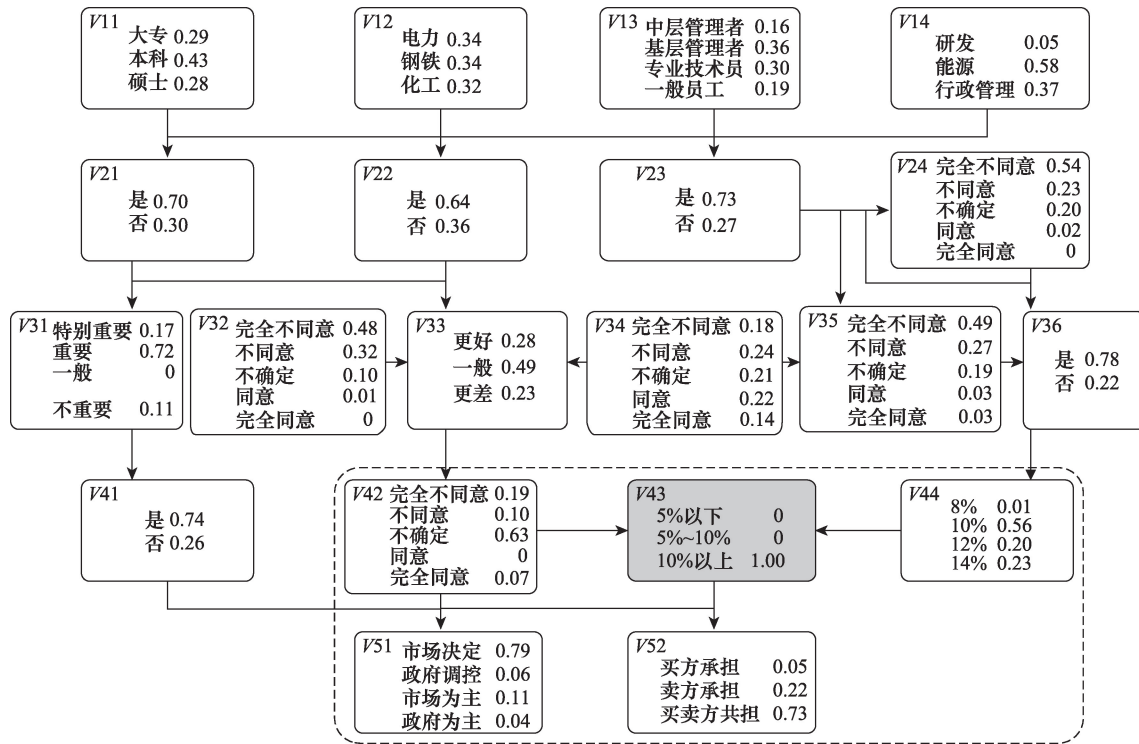 V11
大专 0.29
本科 0.43
硕士 0.28
V12
电力 0.34
钢铁 0.34
化工 0.32
V13
中层管理者 0.16
基层管理者 0.36
专业技术员 0.30
一般员工 0.19
V14
研发 0.05
能源 0.58
行政管理 0.37
V21
是 0.70
否 0.30
V22
是 0.64
否 0.36
V23
是 0.73
否 0.27
V24 完全不同意 0.54
不同意 0.23
不确定 0.20
同意 0.02
完全同意 0
V31
特别重要 0.17
重要 0.72
一般 0
不重要 0.11
V32
完全不同意 0.48
不同意 0.32
不确定 0.10
同意 0.01
完全同意 0
V33
更好 0.28
一般 0.49
更差 0.23
V34 完全不同意 0.18
不同意 0.24
不确定 0.21
同意 0.22
完全同意 0.14
V35 完全不同意 0.49
不同意 0.27
不确定 0.19
同意 0.03
完全同意 0.03
V36
是 0.78
否 0.22
V41
是 0.74
否 0.26
V42 完全不同意 0.19
不同意 0.10
不确定 0.63
同意 0
完全同意 0.07
V43
5%以下 0
5%~10% 0
10%以上 1.00
V44
8% 0.01
10% 0.56
12% 0.20
14% 0.23
V51
市场决定 0.79
政府调控 0.06
市场为主 0.11
政府为主 0.04
V52
买方承担 0.05
卖方承担 0.22
买卖方共担 0.73